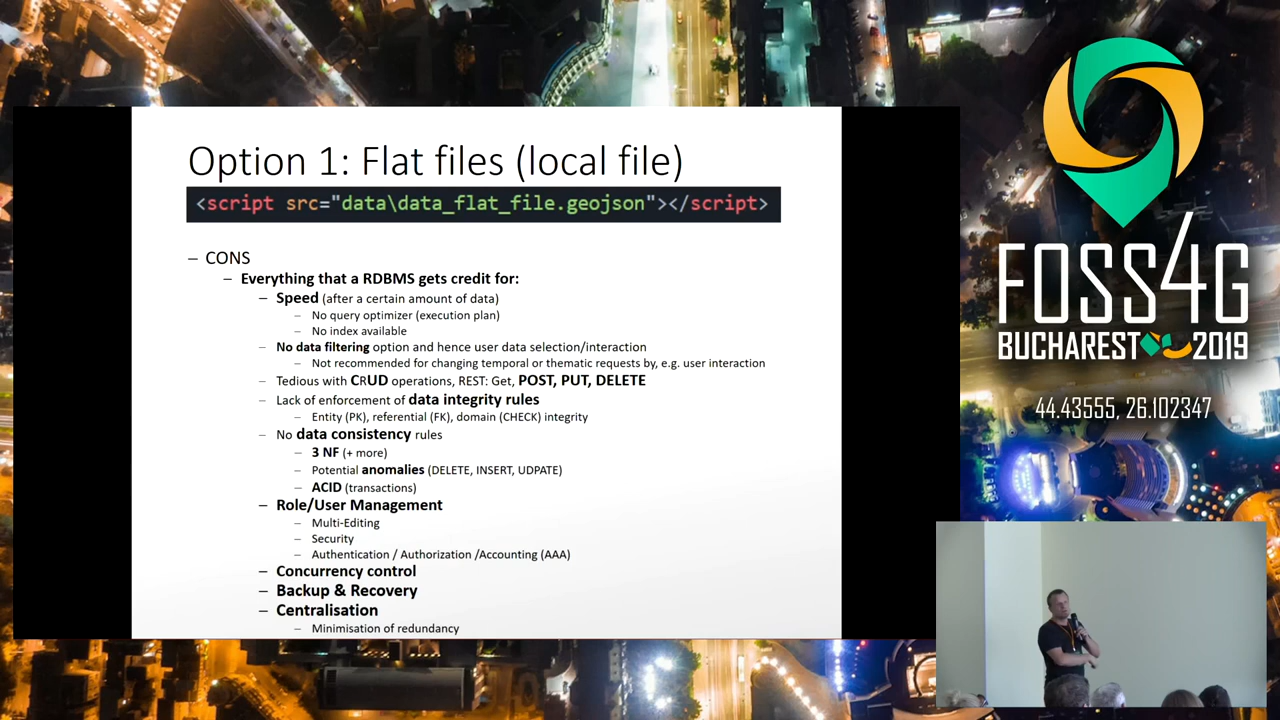 Option 1: Flat files (local file)
<script src="data\data_flat_file.geojson"></script>
– CONS
– Everything that a RDBMS gets credit for:
– Speed (after a certain amount of data)
– No query optimizer (execution plan)
– No index available
– No data filtering option and hence user data selection/interaction
– Not recommended for changing temporal or thematic requests by, e.g. user interaction
– Tedious with CRUD operations, REST: Get, POST, PUT, DELETE
– Lack of enforcement of data integrity rules
– Entity (PK), referential (FK), domain (CHECK) integrity
– No data consistency rules
– 3 NF (+ more)
– Potential anomalies (DELETE, INSERT, UDPATE)
– ACID (transactions)
– Role/User Management
– Multi-Editing
– Security
– Authentication / Authorization /Accounting (AAA)
– Concurrency control
– Backup & Recovery
– Centralisation
– Minimisation of redundancy
FOSS4G
BUCHAREST 2019
44.43555, 26.102347